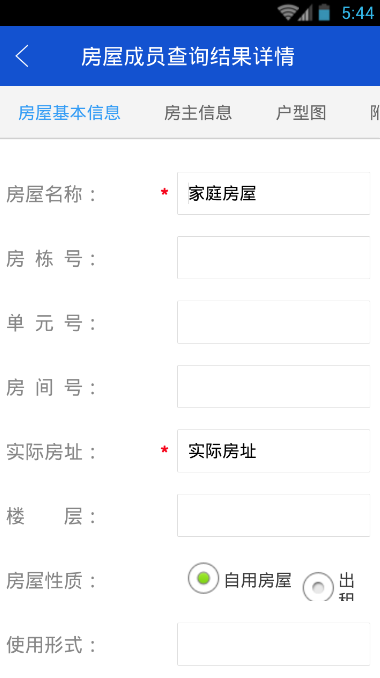 5:44
房屋成员查询结果详情
房屋基本信息 房主信息 户型图 附
房屋名称： * 家庭房屋
房栋号：
单元号：
房间号：
实际房址： * 实际房址
楼层：
房屋性质： 自用房屋 出
租
使用形式：